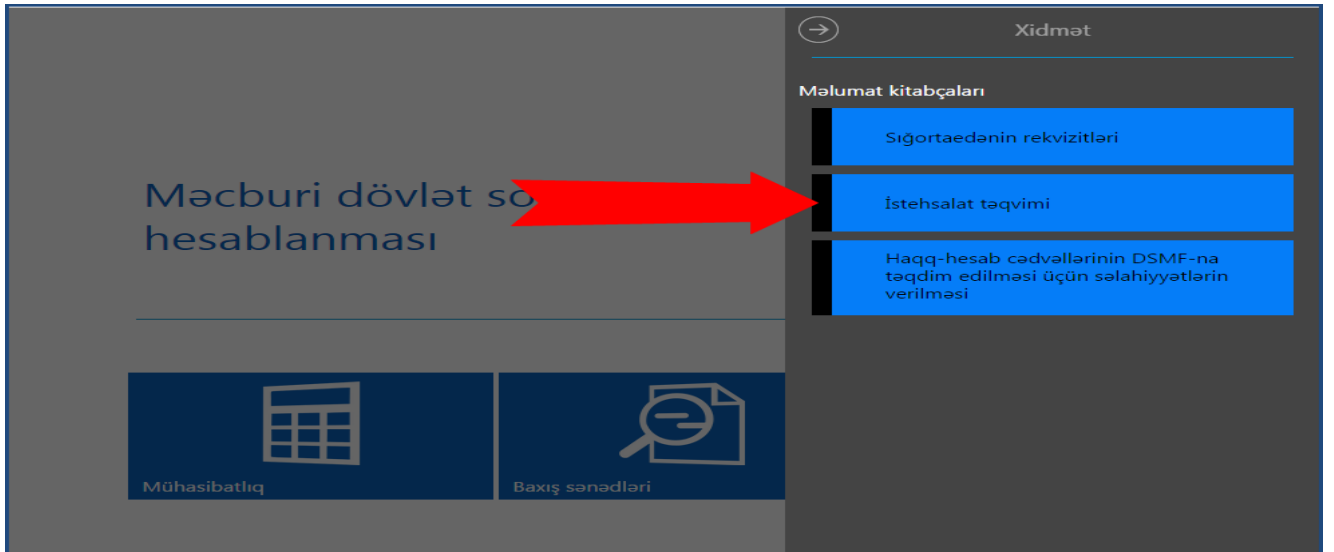 Xidmət
Məlumat kitabçaları
Sığortaedənin rekvizitləri
İstehsalat təqvimi
Haqq-hesab cədvəllərinin DSMF-na
təqdim edilməsi üçün səlahiyyətlərin
verilməsi
Məcburi dövlət so
hesablanması
Mühasibatlıq
Baxış sənədləri